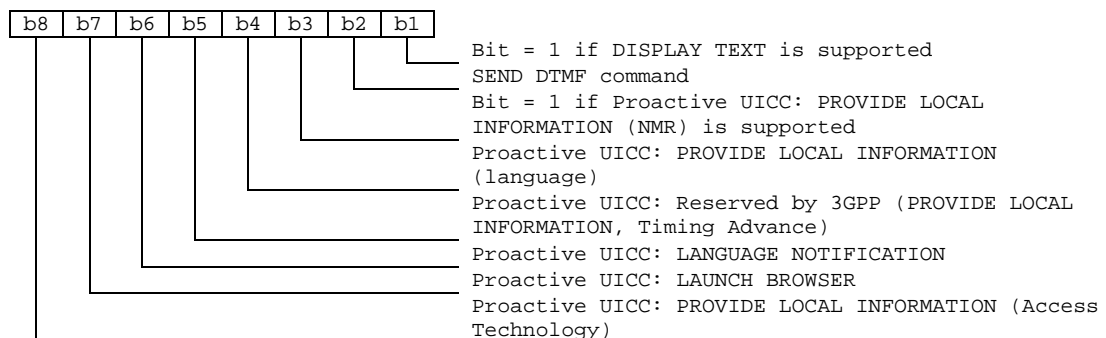 b8 b7 b6 b5 b4 b3 b2 b1
Bit = 1 if DISPLAY TEXT is supported
SEND DTMF command
Bit = 1 if Proactive UICC: PROVIDE LOCAL
INFORMATION (NMR) is supported
Proactive UICC: PROVIDE LOCAL INFORMATION
(language)
Proactive UICC: Reserved by 3GPP (PROVIDE LOCAL
INFORMATION, Timing Advance)
Proactive UICC: LANGUAGE NOTIFICATION
Proactive UICC: LAUNCH BROWSER
Proactive UICC: PROVIDE LOCAL INFORMATION (Access
Technology)